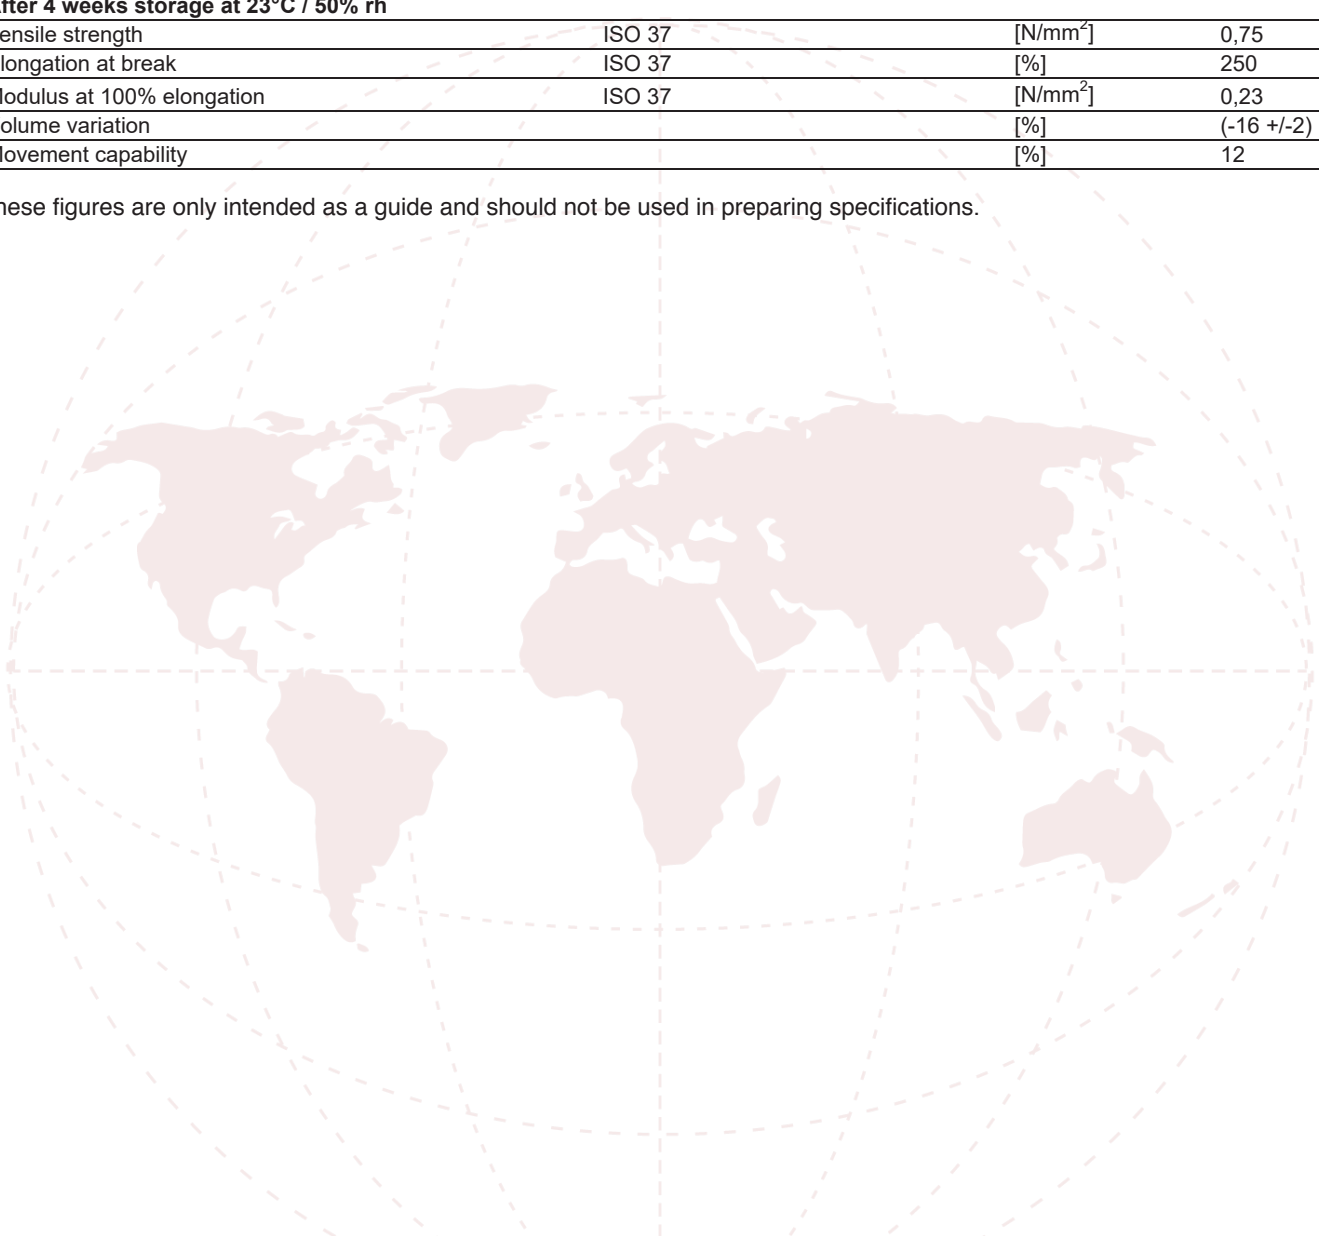 fter 4 weeks storage at 23°C / 50% rh
ensile strength ISO 37 [N/mm²] 0,75
longation at break ISO 37 [%] 250
odulus at 100% elongation ISO 37 [N/mm²] 0,23
olume variation [%] (-16 +/-2)
ovement capability [%] 12
hese figures are only intended as a guide and should not be used in preparing specifications.